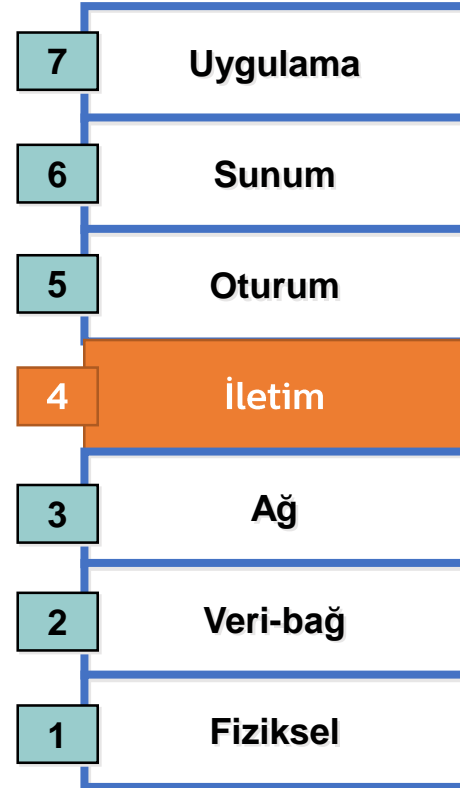 7 Uygulama
6 Sunum
5 Oturum
4 İletim
3 Ağ
2 Veri-bağ
1 Fiziksel